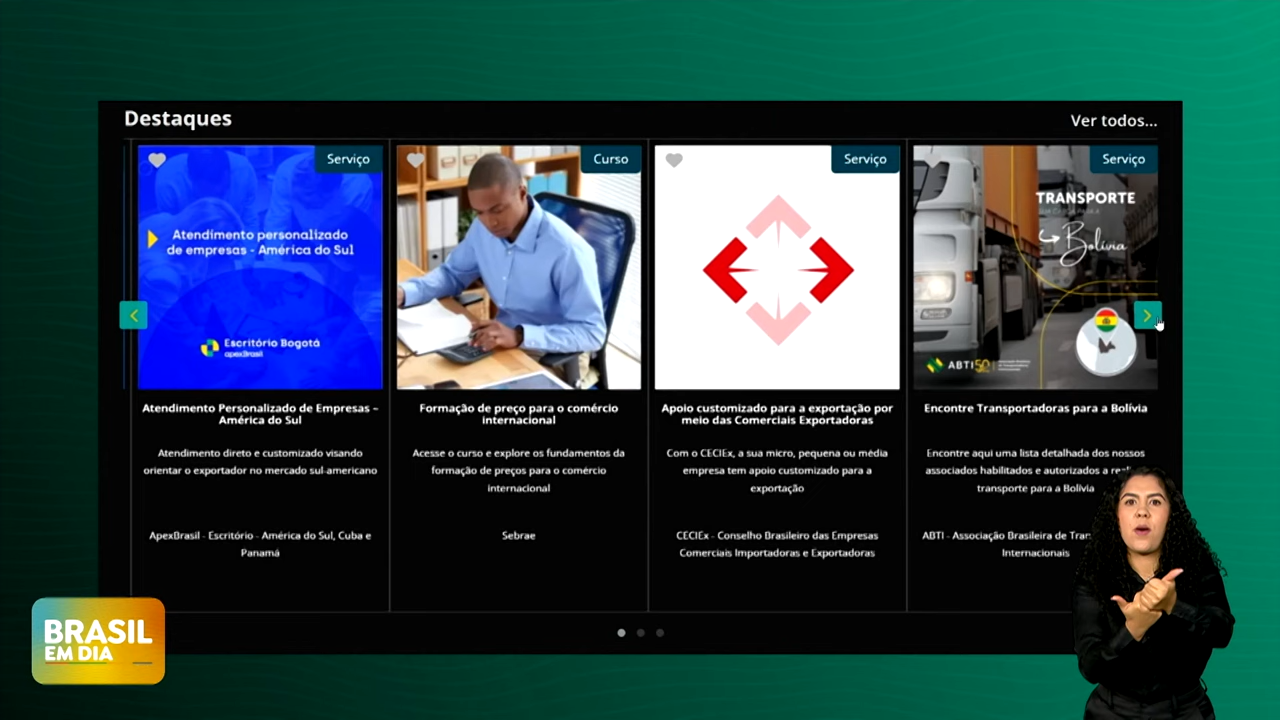 Destaques
Ver todos...
Serviço
Atendimento personalizado
de empresas - América do Sul
Escritório Bogotá
apexBrasil
Atendimento Personalizado de Empresas –
América do Sul
Atendimento direto e customizado visando
orientar o exportador no mercado sul-americano
ApexBrasil - Escritório - América do Sul, Cuba e
Panamá
Curso
Formação de preço para o comércio
internacional
Acesse o curso e explore os fundamentos da
formação de preços para o comércio
internacional
Sebrae
Serviço
Apoio customizado para a exportação por
meio das Comerciais Exportadoras
Com o CECIEx, a sua micro, pequena ou média
empresa tem apoio customizado para a
exportação
CECIEx - Conselho Brasileiro das Empresas
Comerciais Importadoras e Exportadoras
Serviço
TRANSPORTE
Bolívia
ABTI 50
Encontre Transportadoras para a Bolívia
Encontre aqui uma lista detalhada dos nossos
associados habilitados e autorizados a
transporte para a Bolívia
ABTI - Associação Brasileira de
Internacionais
BRASIL
EM DIA